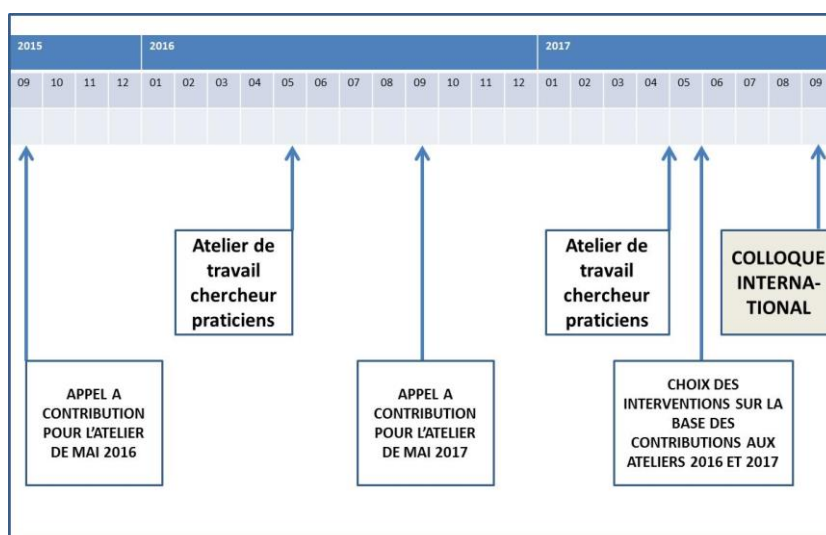 2015 2016 2017
09 10 11 12 01 02 03 04 05 06 07 08 09 10 11 12 01 02 03 04 05 06 07 08 09
Atelier de
travail
chercheur
praticiens
Atelier de
travail
chercheur
praticiens
COLLOQUE
INTERNA-
TIONAL
APPEL A
CONTRIBUTION
POUR L'ATELIER
DE MAI 2016
APPEL A
CONTRIBUTION
POUR L'ATELIER
DE MAI 2017
CHOIX DES
INTERVENTIONS SUR LA
BASE DES
CONTRIBUTIONS AUX
ATELIERS 2016 ET 2017